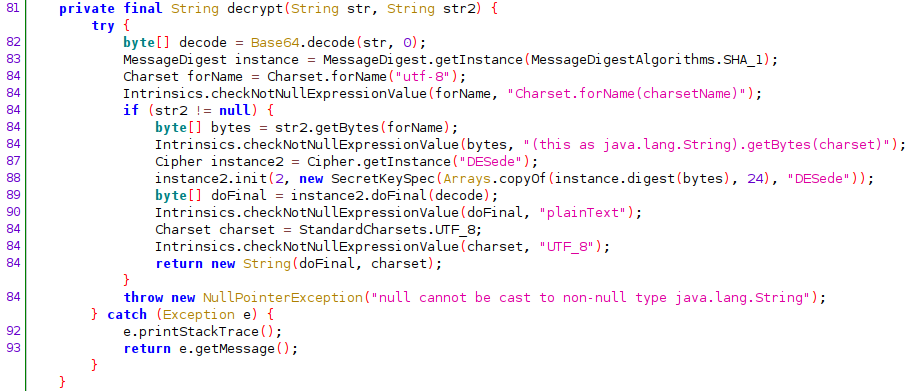 81 private final String decrypt(String str, String str2) {
try {
82 byte[] decode = Base64.decode(str, 0);
83 MessageDigest instance = MessageDigest.getInstance(MessageDigestAlgorithms.SHA_1);
84 Charset forName = Charset.forName("utf-8");
84 Intrinsics.checkNotNullExpressionValue(forName, "Charset.forName(charsetName)");
84 if (str2 != null) {
84 byte[] bytes = str2.getBytes(forName);
84 Intrinsics.checkNotNullExpressionValue(bytes, "(this as java.lang.String).getBytes(charset)");
87 Cipher instance2 = Cipher.getInstance("DESede");
88 instance2.init(2, new SecretKeySpec(Arrays.copyOf(instance.digest(bytes), 24), "DESede"));
89 byte[] doFinal = instance2.doFinal(decode);
90 Intrinsics.checkNotNullExpressionValue(doFinal, "plainText");
84 Charset charset = StandardCharsets.UTF_8;
84 Intrinsics.checkNotNullExpressionValue(charset, "UTF_8");
84 return new String(doFinal, charset);
}
84 throw new NullPointerException("null cannot be cast to non-null type java.lang.String");
} catch (Exception e) {
92 e.printStackTrace();
93 return e.getMessage();
}
}